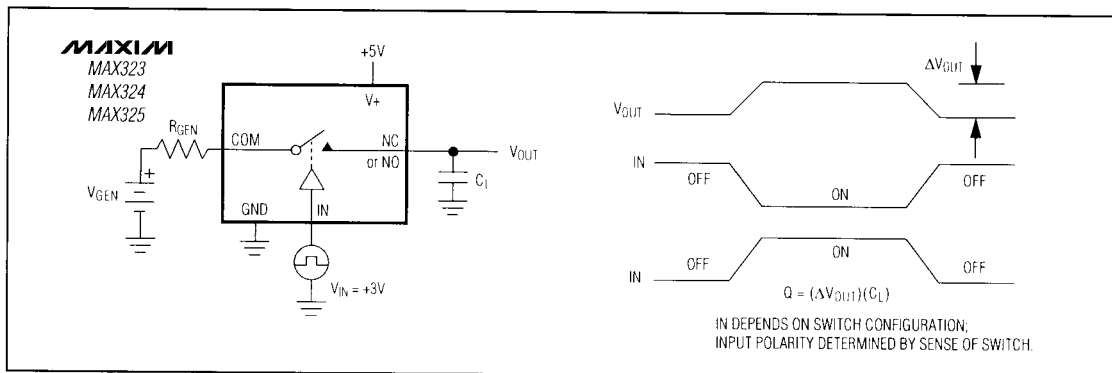 MAXIM
MAX323
MAX324
MAX325
+5V
V+
RGEN
COM
NC
or NO
VOUT
CL
VGEN
+
GND
IN
VIN = +3V
ΔVOUT
VOUT
IN
OFF
ON
OFF
IN
OFF
ON
OFF
Q = (ΔVOUT)(CL)
IN DEPENDS ON SWITCH CONFIGURATION;
INPUT POLARITY DETERMINED BY SENSE OF SWITCH.